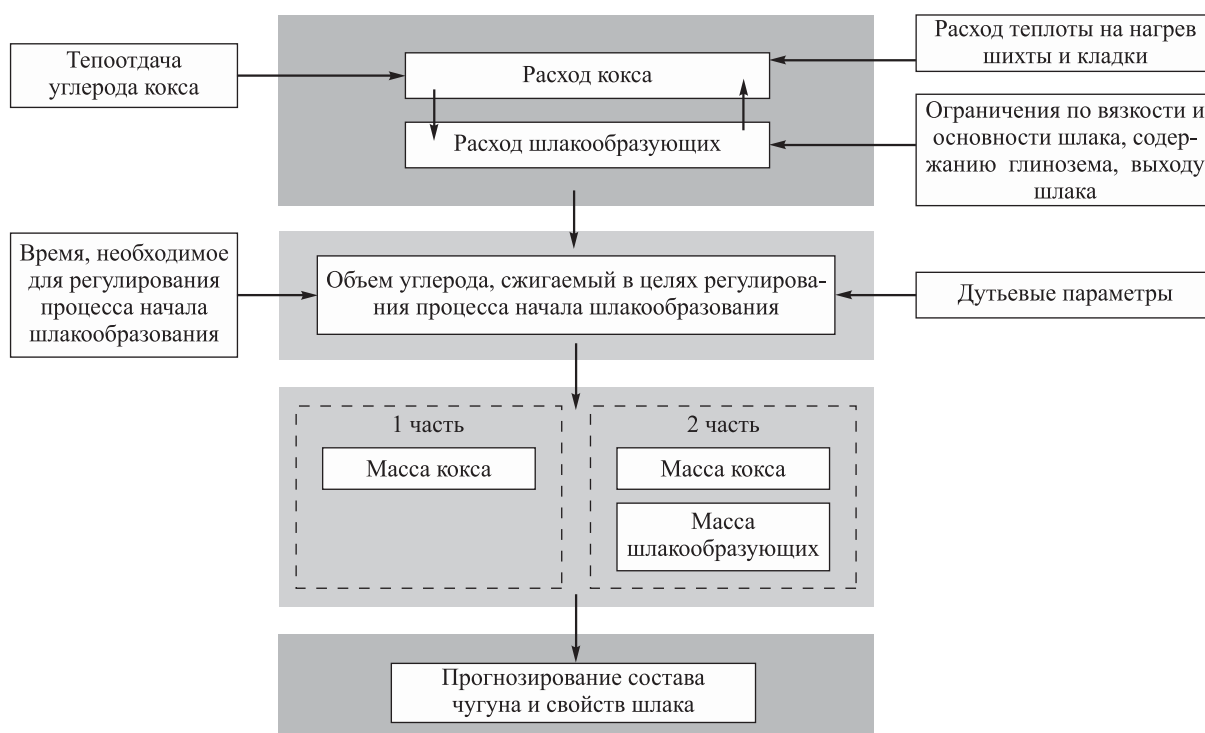 Тепоотдача
углерода кокса
Расход кокса
Расход шлакообразующих
Расход теплоты на нагрев
шихты и кладки
Ограничения по вязкости и
основности шлака, содер-
жанию глинозема, выходу
шлака
Время, необходимое
для регулирования
процесса начала
шлакообразования
Объем углерода, сжигаемый в целях регулирова-
ния процесса начала шлакообразования
Дутьевые параметры
1 часть
Масса кокса
2 часть
Масса кокса
Масса
шлакообразующих
Прогнозирование состава
чугуна и свойств шлака